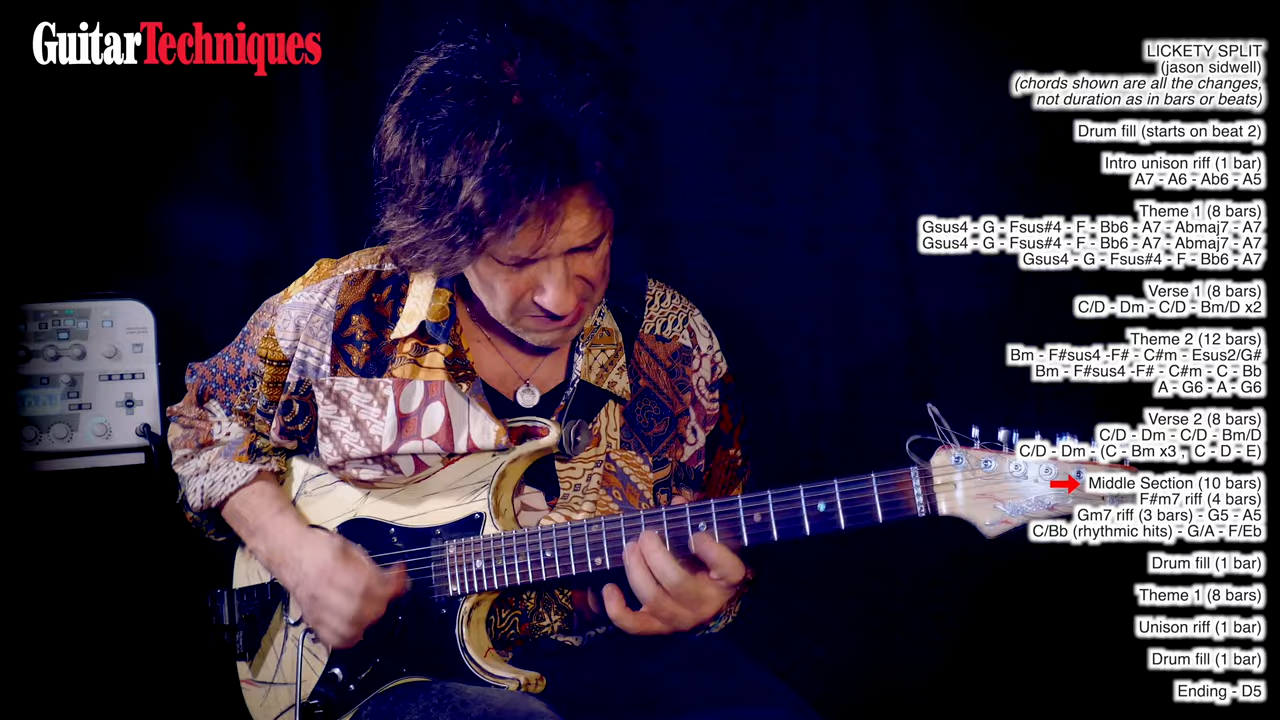 GuitarTechniques
LICKETY SPLIT
(jason sidwell)
(chords shown are all the changes,
not duration as in bars or beats)
Drum fill (starts on beat 2)
Intro unison riff (1 bar)
A7 - A6 - Ab6 - A5
Theme 1 (8 bars)
Gsus4 - G - Fsus#4 - F - Bb6 - A7 - Abmaj7 - A7
Gsus4 - G - Fsus#4 - F - Bb6 - A7 - Abmaj7 - A7
Gsus4 - G - Fsus#4 - F - Bb6 - A7
Verse 1 (8 bars)
C/D - Dm - C/D - Bm/D x2
Theme 2 (12 bars)
Bm - F#sus4 -F# - C#m - Esus2/G#
Bm - F#sus4 -F# - C#m - C - Bb
A - G6 - A - G6
Verse 2 (8 bars)
C/D - Dm - C/D - Bm/D
C/D - Dm - (C - Bm x3 , C - D - E)
Middle Section (10 bars)
F#m7 riff (4 bars)
Gm7 riff (3 bars) - G5 - A5
C/Bb (rhythmic hits) - G/A - F/Eb
Drum fill (1 bar)
Theme 1 (8 bars)
Unison riff (1 bar)
Drum fill (1 bar)
Ending - D5